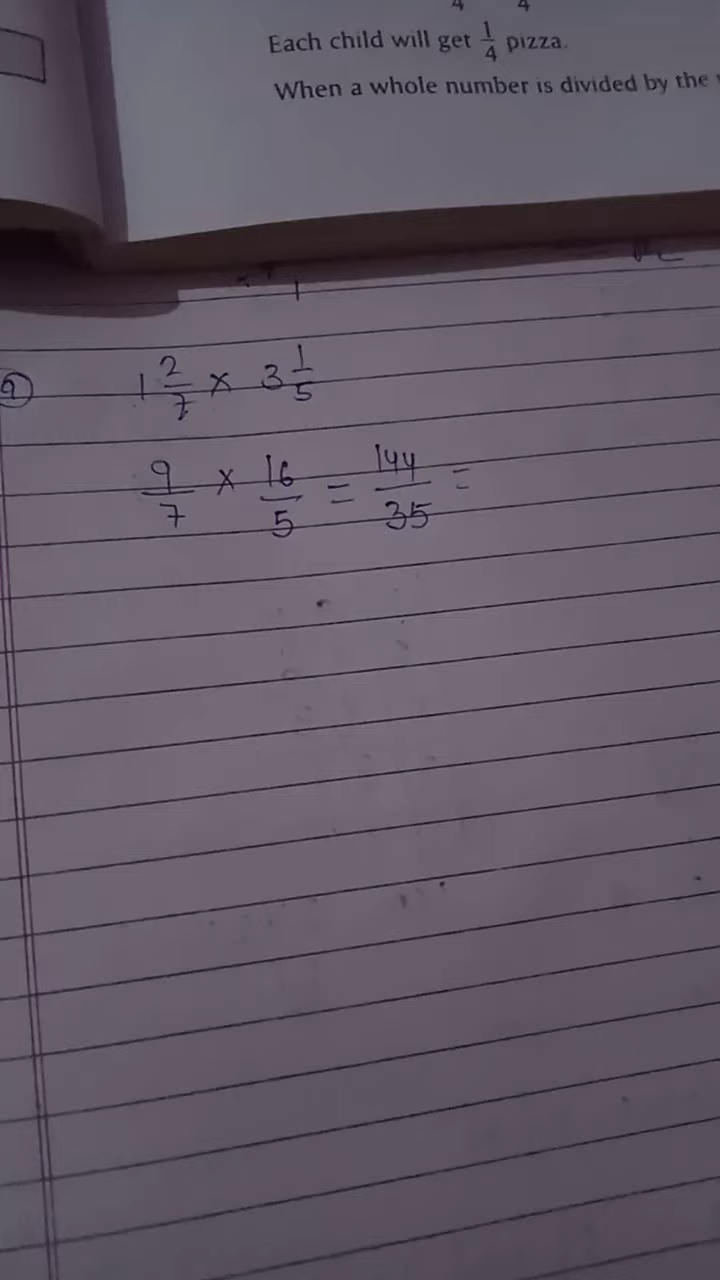 Each child will get 1/4 pizza.
When a whole number is divided by the
9 1 2/7 × 3 1/5
9/7 × 16/5 = 144/35 =